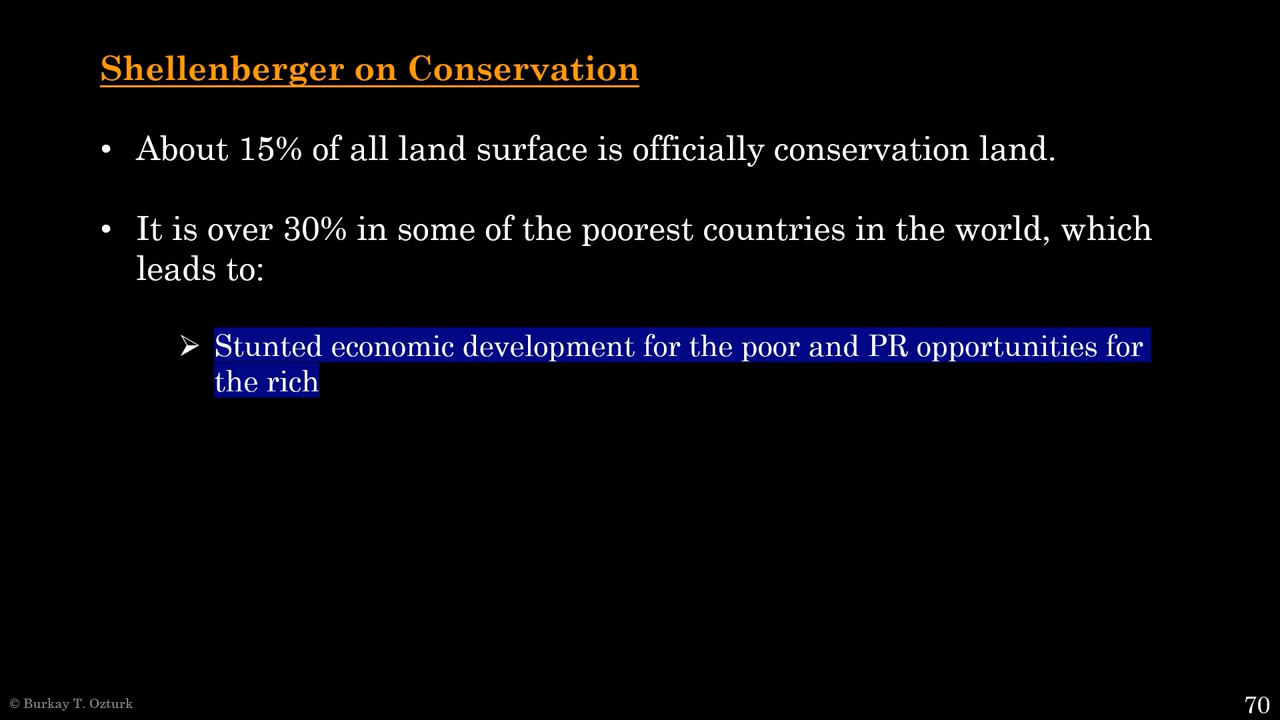 Shellenberger on Conservation
• About 15% of all land surface is officially conservation land.
• It is over 30% in some of the poorest countries in the world, which
leads to:
➢ Stunted economic development for the poor and PR opportunities for
the rich
© Burkay T. Ozturk
70